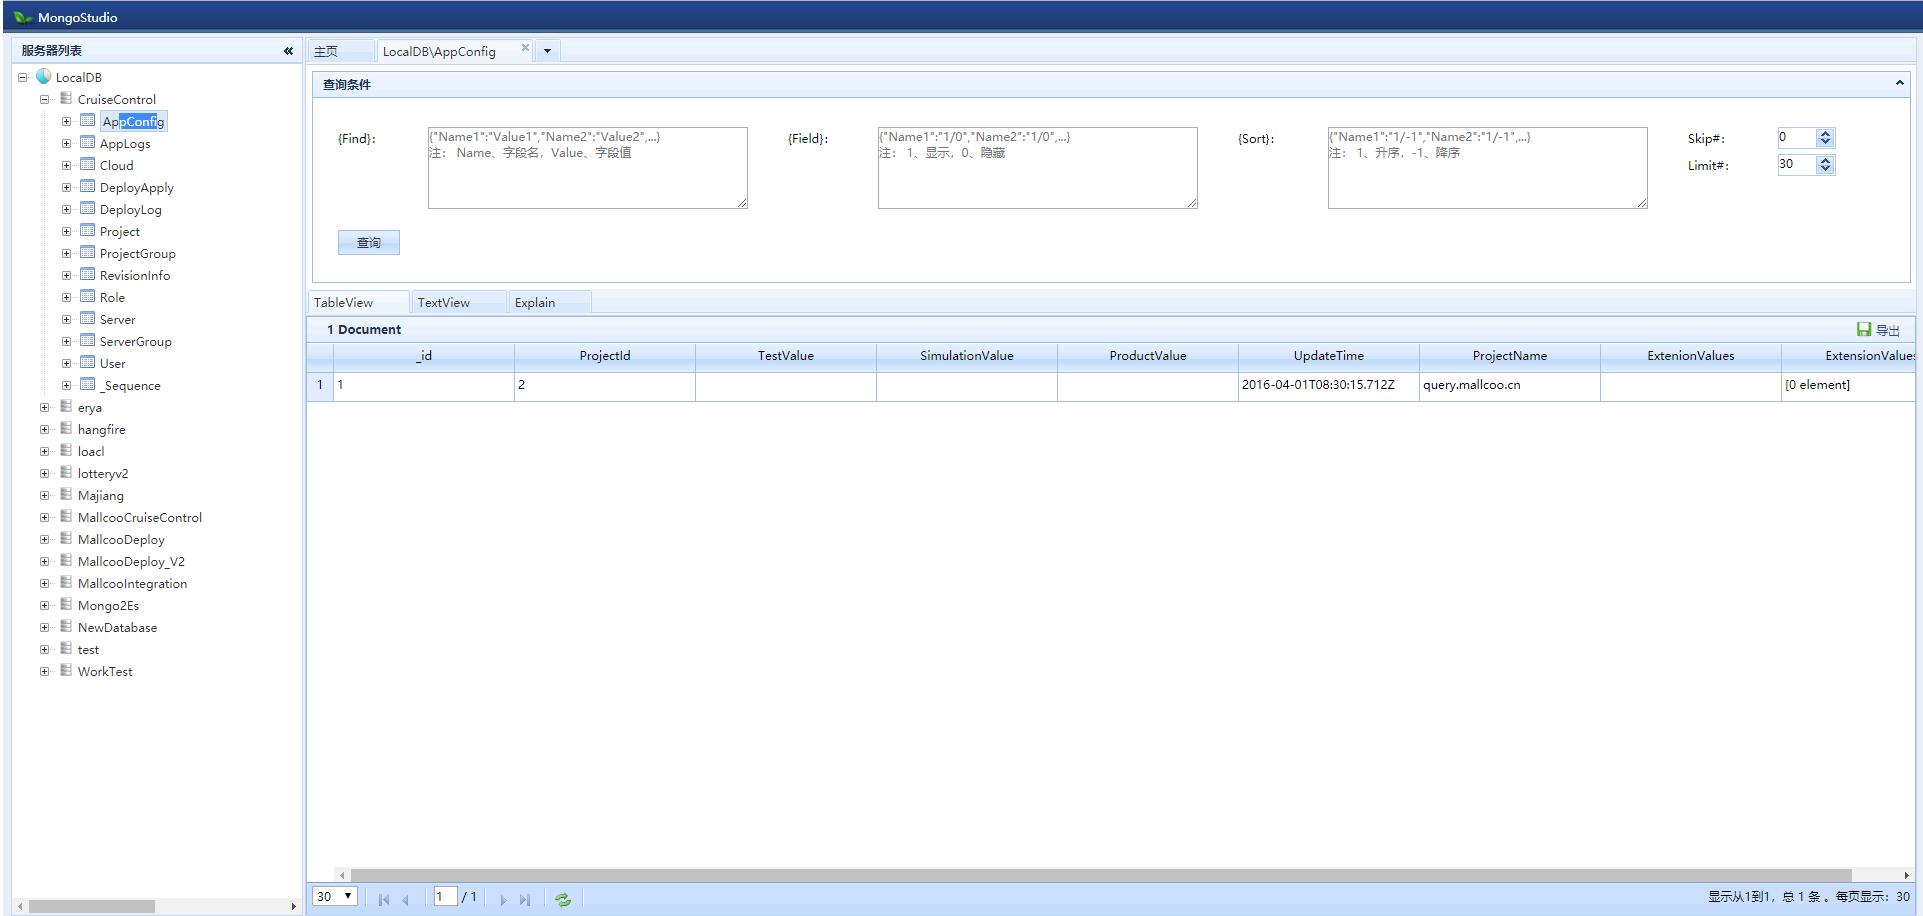 MongoStudio
服务器列表
LocalDB
CruiseControl
AppConfig
AppLogs
Cloud
DeployApply
DeployLog
Project
ProjectGroup
RevisionInfo
Role
Server
ServerGroup
User
_Sequence
erya
hangfire
loacl
lotteryv2
Majiang
MallcooCruiseControl
MallcooDeploy
MallcooDeploy_V2
MallcooIntegration
Mongo2Es
NewDatabase
test
WorkTest
主页 LocalDB\AppConfig
查询条件
{Find}:
{"Name1":"Value1","Name2":"Value2",...}
注: Name、字段名，Value、字段值
{Field}:
{"Name1":"1/0","Name2":"1/0",...}
注: 1、显示，0、隐藏
{Sort}:
{"Name1":"1/-1","Name2":"1/-1",...}
注: 1、升序，-1、降序
Skip#: 0
Limit#: 30
查询
TableView TextView Explain
1 Document 导出
_id ProjectId TestValue SimulationValue ProductValue UpdateTime ProjectName ExtenionValues ExtensionValues
1 1 2 2016-04-01T08:30:15.712Z query.mallcoo.cn [0 element]
30 1 / 1 显示从1到1，总 1 条 。每页显示：30